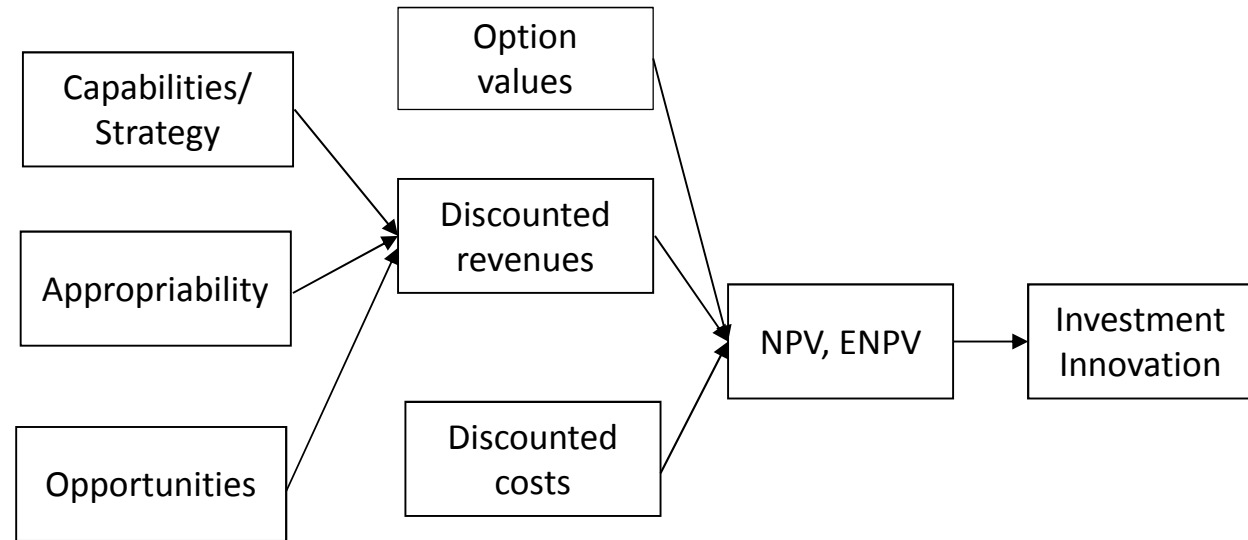 Capabilities/
Strategy
Appropriability
Opportunities
Option
values
Discounted
revenues
Discounted
costs
NPV, ENPV
Investment
Innovation